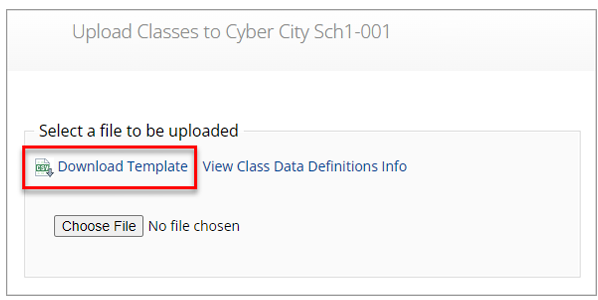 Upload Classes to Cyber City Sch1-001
Select a file to be uploaded
CSV Download Template View Class Data Definitions Info
Choose File No file chosen